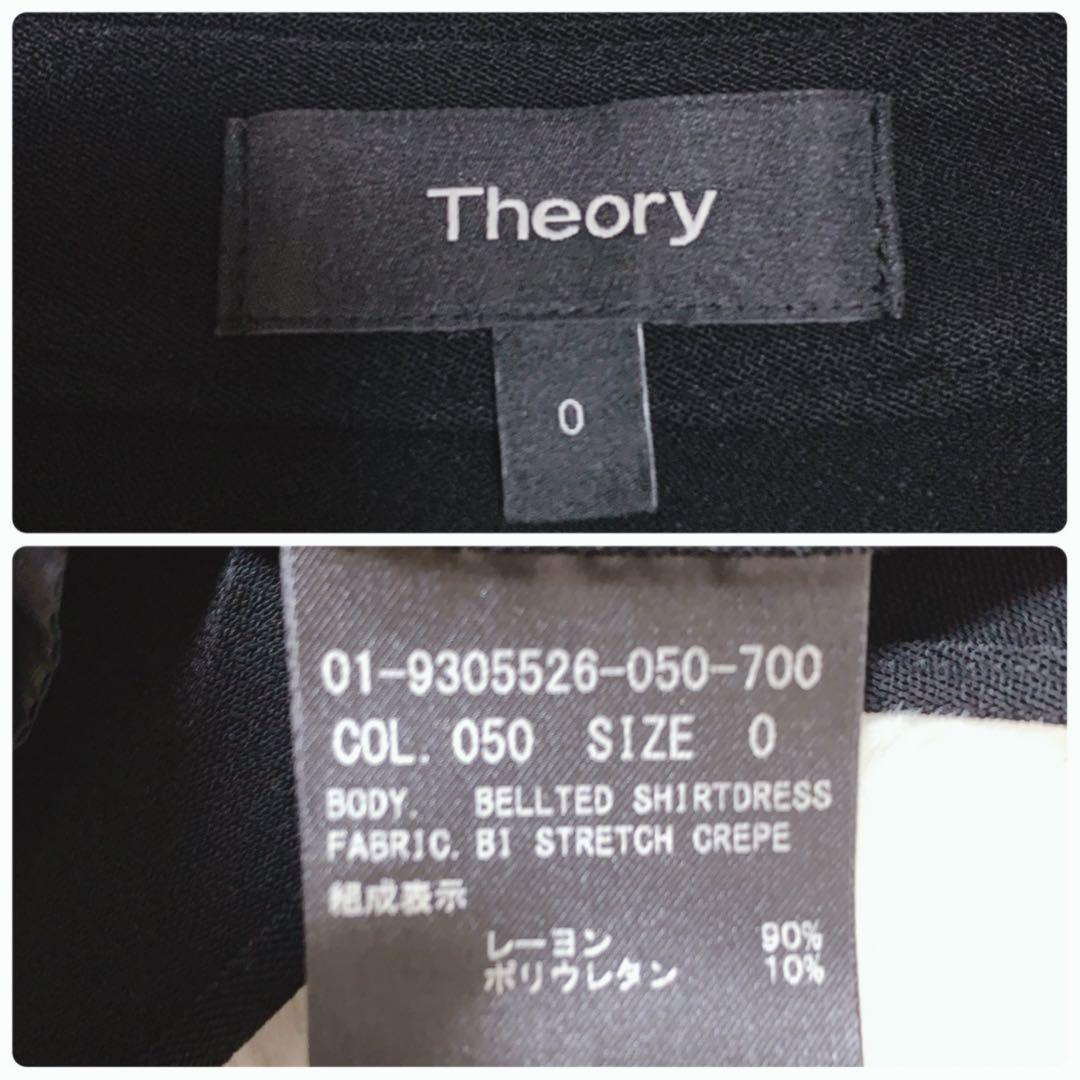 Theory
0
01-9305526-050-700
COL. 050 SIZE 0
BODY. BELLTED SHIRTDRESS
FABRIC. BI STRETCH CREPE
組成表示
レーヨン 90%
ポリウレタン 10%